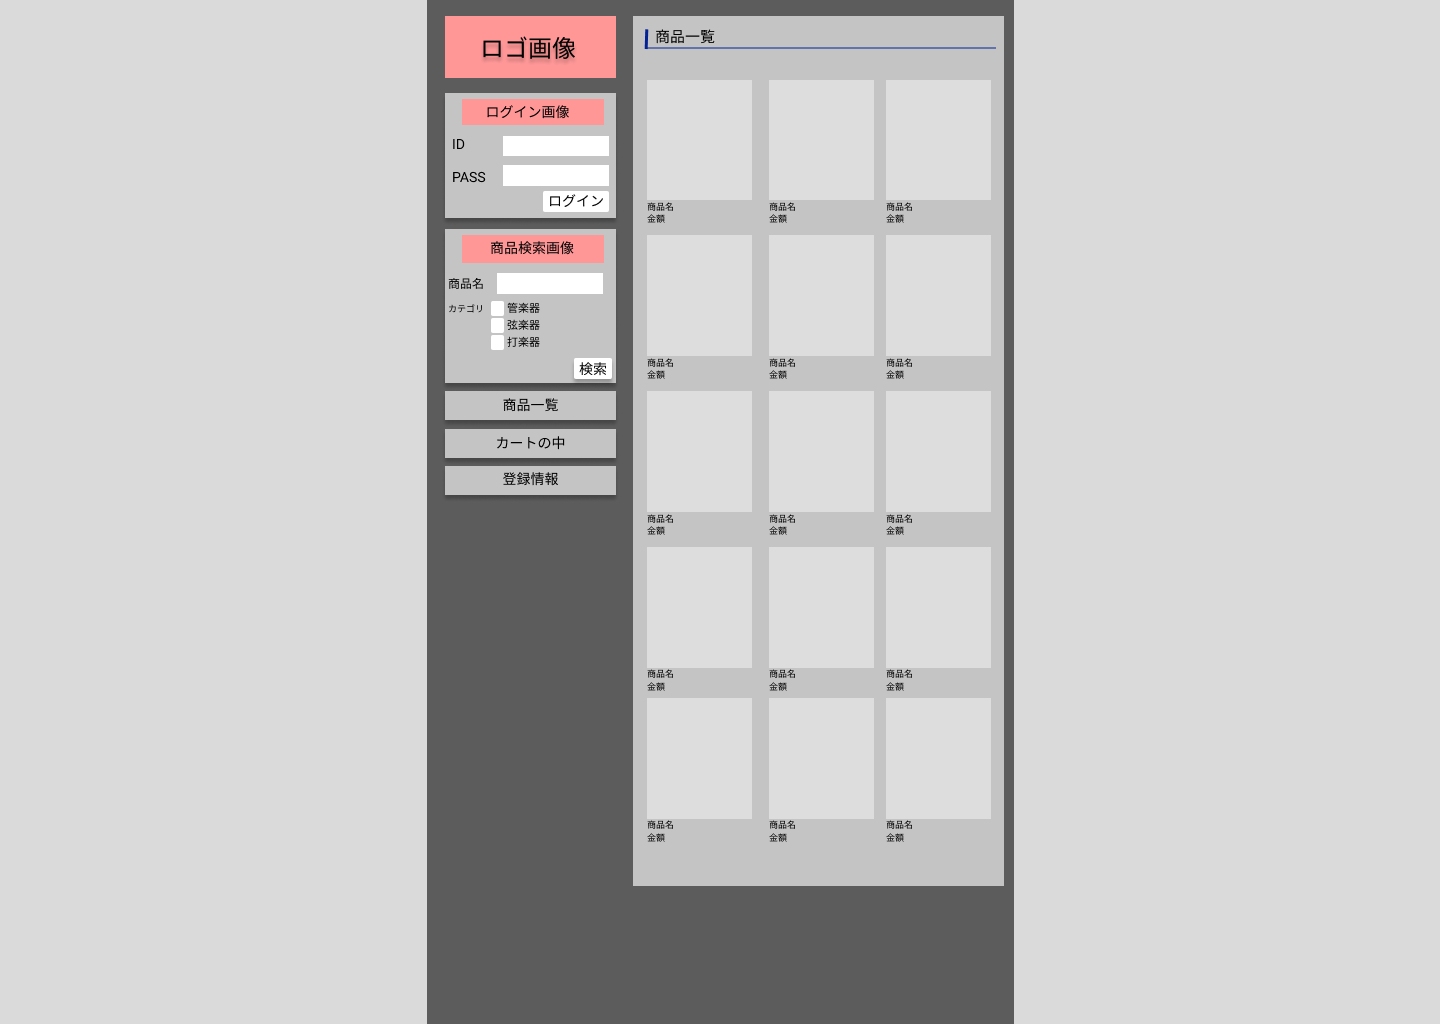 ロゴ画像
ログイン画像
ID
PASS
ログイン
商品検索画像
商品名
カテゴリ 管楽器
弦楽器
打楽器
検索
商品一覧
カートの中
登録情報
商品一覧
商品名 商品名 商品名
金額 金額 金額
商品名 商品名 商品名
金額 金額 金額
商品名 商品名 商品名
金額 金額 金額
商品名 商品名 商品名
金額 金額 金額
商品名 商品名 商品名
金額 金額 金額